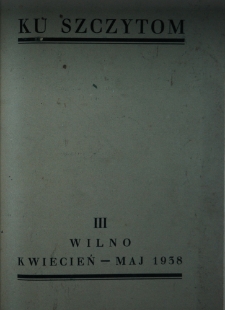 KU SZCZYTOM
III
WILNO
KWIECIEŃ — MAJ 1938